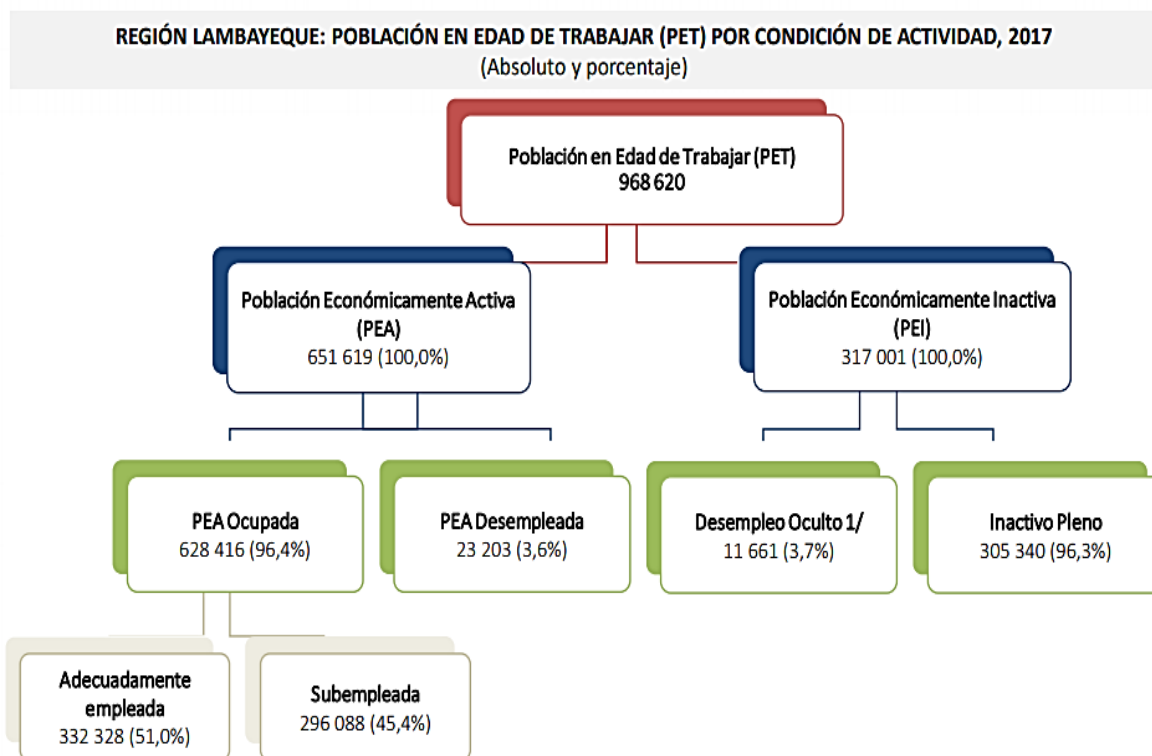 REGIÓN LAMBAYEQUE: POBLACIÓN EN EDAD DE TRABAJAR (PET) POR CONDICIÓN DE ACTIVIDAD, 2017
(Absoluto y porcentaje)
Población en Edad de Trabajar (PET)
968 620
Población Económicamente Activa
(PEA)
651 619 (100,0%)
Población Económicamente Inactiva
(PEI)
317 001 (100,0%)
PEA Ocupada
628 416 (96,4%)
PEA Desempleada
23 203 (3,6%)
Desempleo Oculto 1/
11 661 (3,7%)
Inactivo Pleno
305 340 (96,3%)
Adecuadamente
empleada
332 328 (51,0%)
Subempleada
296 088 (45,4%)